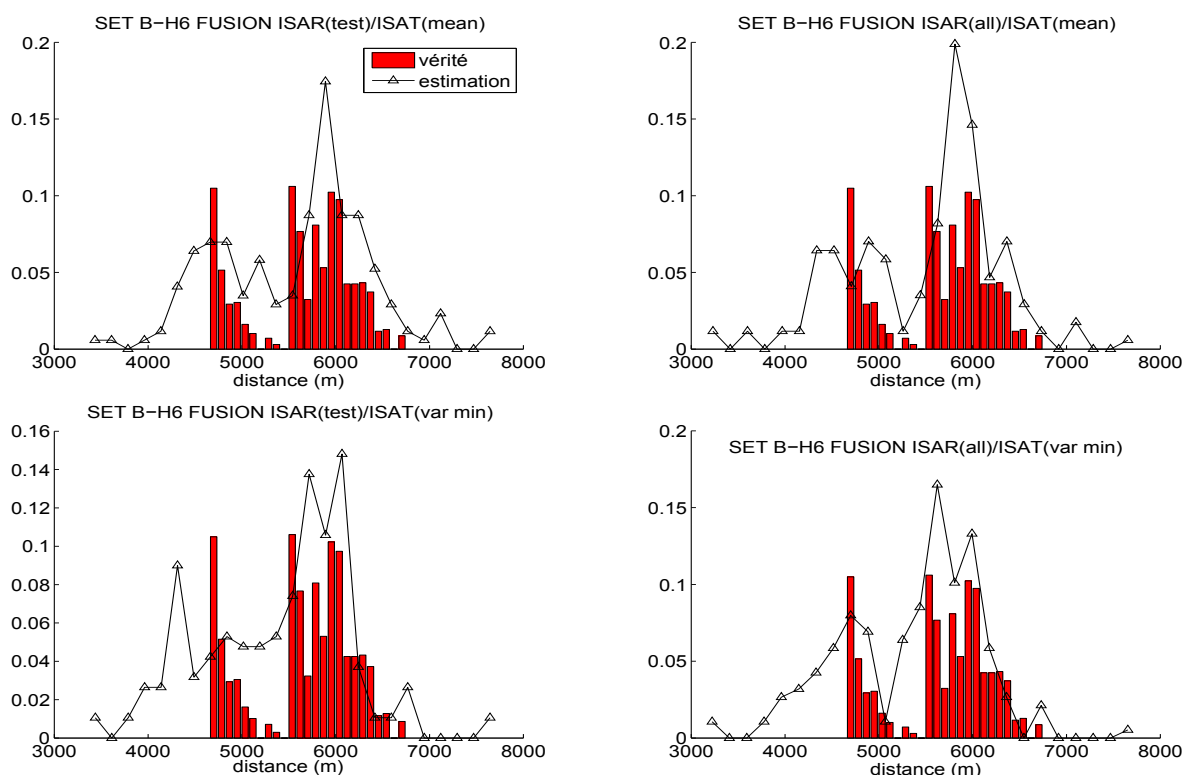 SET B−H6 FUSION ISAR(test)/ISAT(mean)
0.2
0.15
0.1
0.05
0
3000 4000 5000 6000 7000 8000
distance (m)
vérité
estimation
SET B−H6 FUSION ISAR(all)/ISAT(mean)
0.2
0.15
0.1
0.05
0
3000 4000 5000 6000 7000 8000
distance (m)
SET B−H6 FUSION ISAR(test)/ISAT(var min)
0.16
0.14
0.12
0.1
0.08
0.06
0.04
0.02
0
3000 4000 5000 6000 7000 8000
distance (m)
SET B−H6 FUSION ISAR(all)/ISAT(var min)
0.2
0.15
0.1
0.05
0
3000 4000 5000 6000 7000 8000
distance (m)